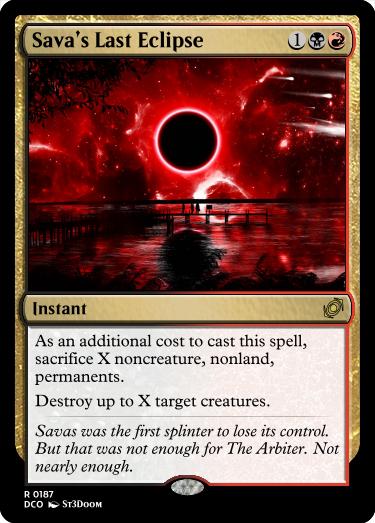 Sava's Last Eclipse 1
Instant
As an additional cost to cast this spell,
sacrifice X noncreature, nonland,
permanents.
Destroy up to X target creatures.
Savas was the first splinter to lose its control.
But that was not enough for The Arbiter. Not
nearly enough.
R 0187
DCO St3Doom